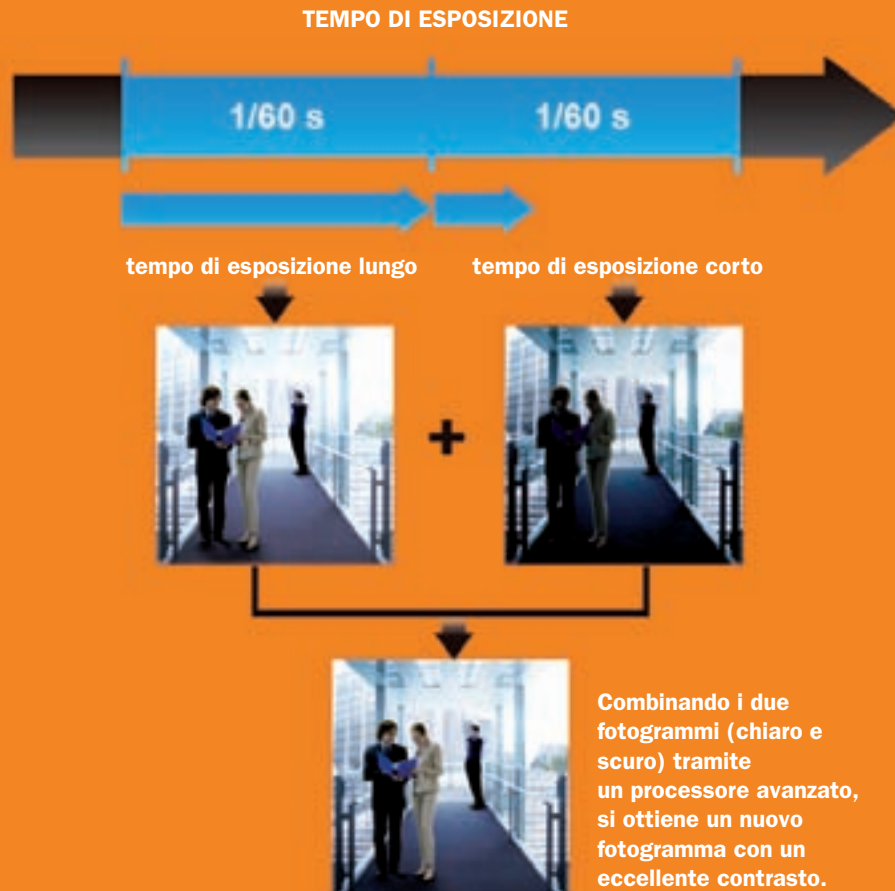 TEMPO DI ESPOSIZIONE
1/60 s 1/60 s
tempo di esposizione lungo tempo di esposizione corto
+
Combinando i due
fotogrammi (chiaro e
scuro) tramite
un processore avanzato,
si ottiene un nuovo
fotogramma con un
eccellente contrasto.